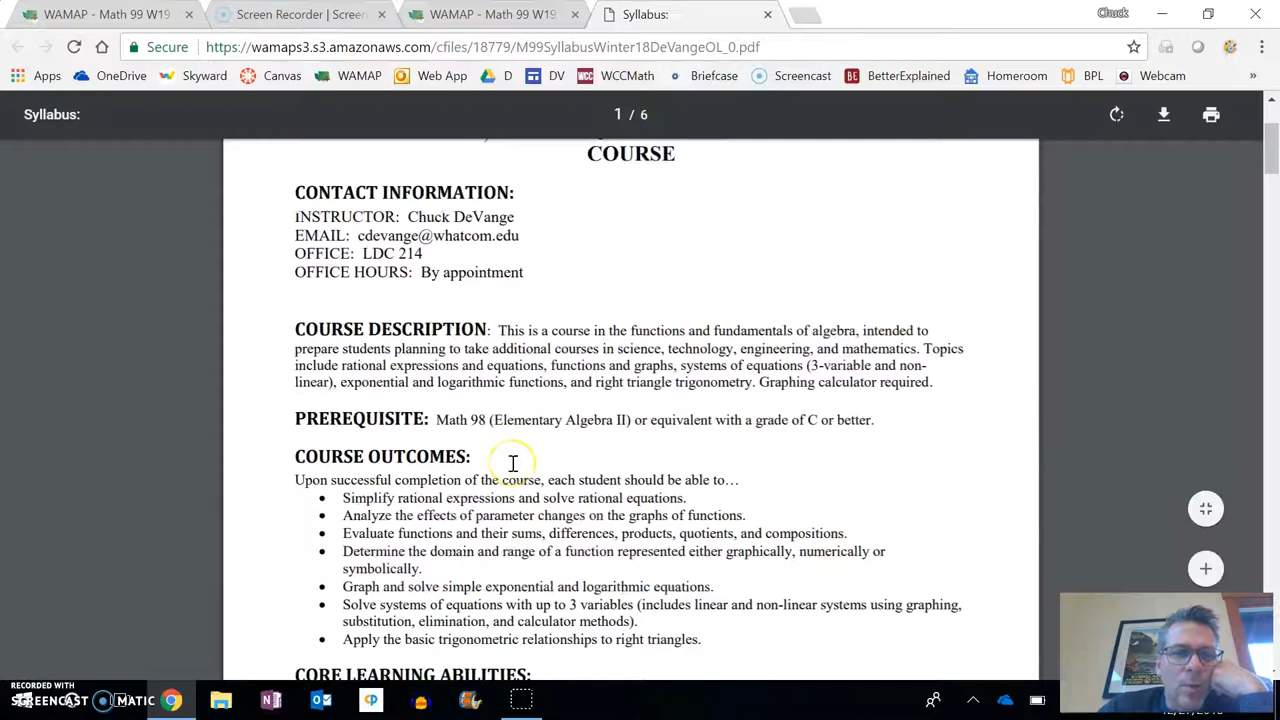 WAMAP - Math 99 W19
Screen Recorder | Screen
WAMAP - Math 99 W19
Syllabus:
Chuck
Secure
https://wamaps3.s3.amazonaws.com/cfiles/18779/M99SyllabusWinter18DeVangeOL_0.pdf
Apps OneDrive Skyward Canvas WAMAP Web App D DV WCCMath Briefcase Screencast BetterExplained Homeroom BPL Webcam »
Syllabus:
1 / 6
COURSE
CONTACT INFORMATION:
INSTRUCTOR: Chuck DeVange
EMAIL: cdevange@whatcom.edu
OFFICE: LDC 214
OFFICE HOURS: By appointment
COURSE DESCRIPTION: This is a course in the functions and fundamentals of algebra, intended to
prepare students planning to take additional courses in science, technology, engineering, and mathematics. Topics
include rational expressions and equations, functions and graphs, systems of equations (3-variable and non-
linear), exponential and logarithmic functions, and right triangle trigonometry. Graphing calculator required.
PREREQUISITE: Math 98 (Elementary Algebra II) or equivalent with a grade of C or better.
COURSE OUTCOMES:
Upon successful completion of the course, each student should be able to…
• Simplify rational expressions and solve rational equations.
• Analyze the effects of parameter changes on the graphs of functions.
• Evaluate functions and their sums, differences, products, quotients, and compositions.
• Determine the domain and range of a function represented either graphically, numerically or
symbolically.
• Graph and solve simple exponential and logarithmic equations.
• Solve systems of equations with up to 3 variables (includes linear and non-linear systems using graphing,
substitution, elimination, and calculator methods).
• Apply the basic trigonometric relationships to right triangles.
CORE LEARNING ABILITIES:
RECORDED WITH
SCREENCAST MATIC